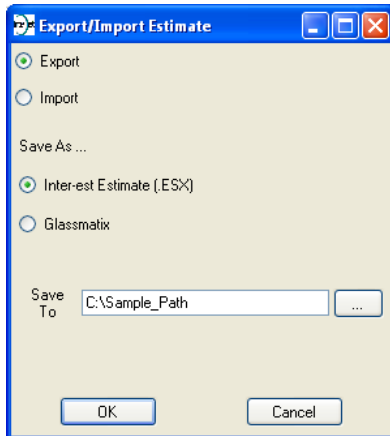 Export/Import Estimate
Export
Import
Save As ...
Inter-est Estimate (.ESX)
Glassmatix
Save
To
C:\Sample_Path
...
OK
Cancel